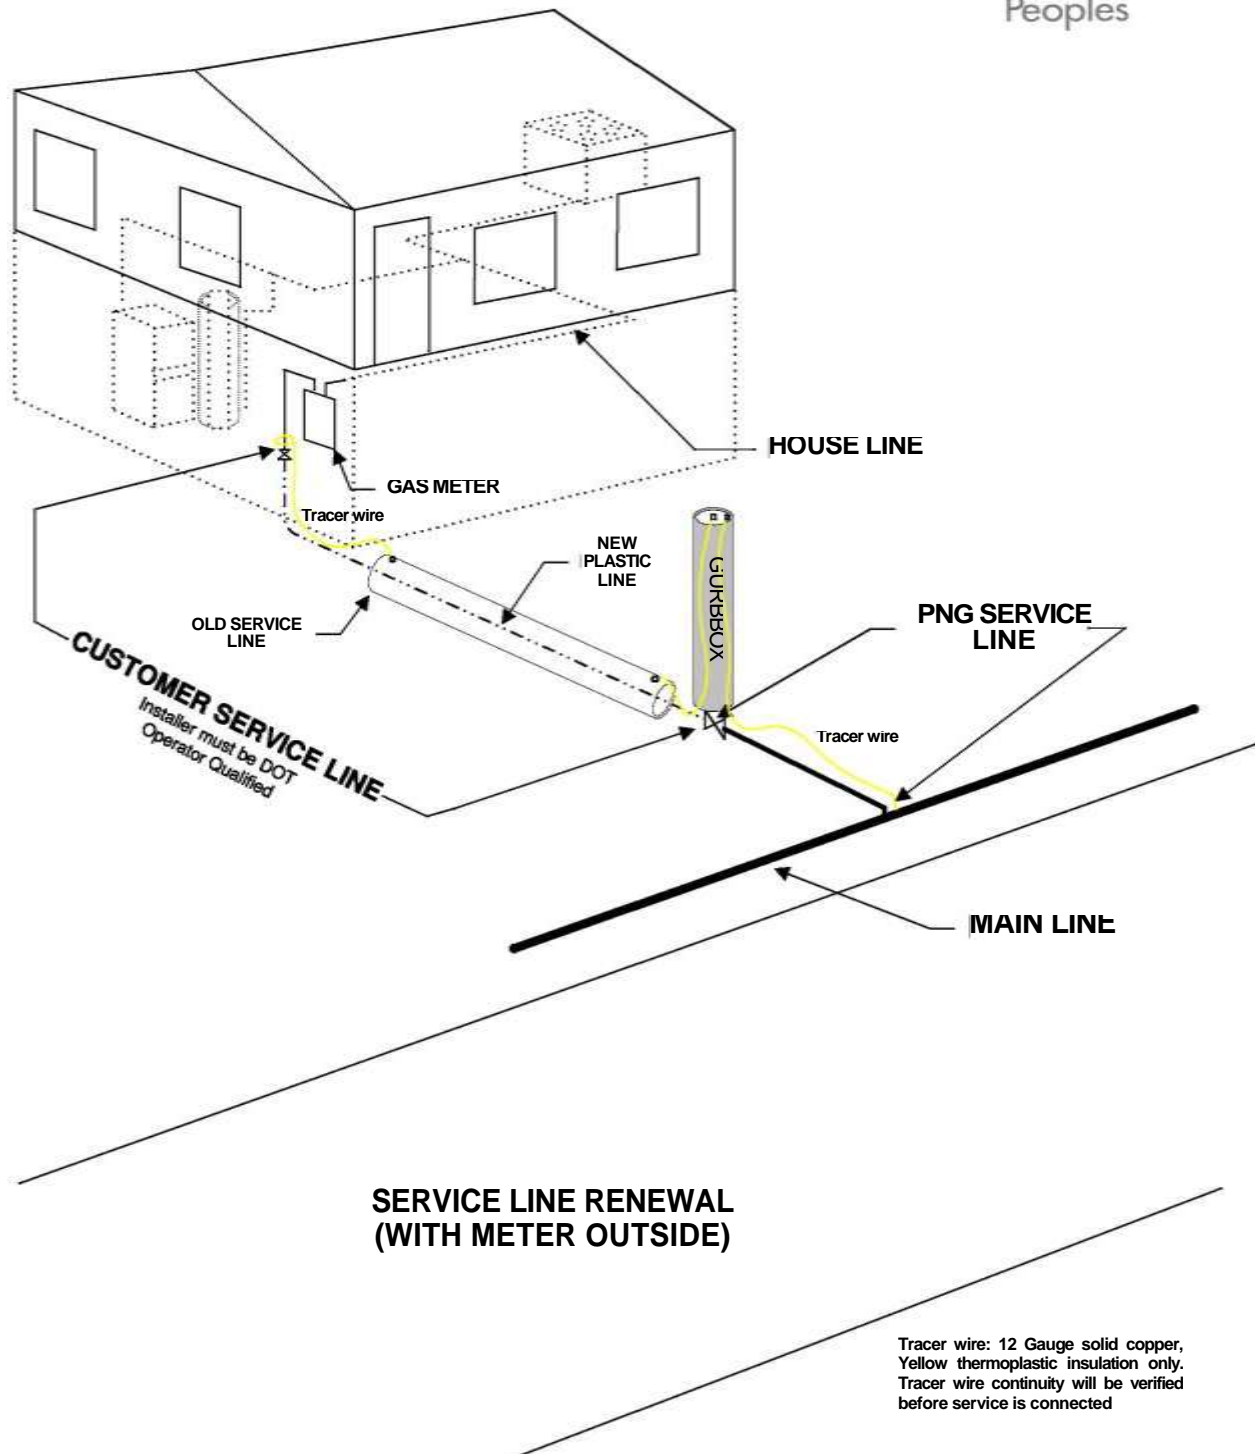 Peoples
HOUSE LINE
GAS METER
Tracer wire
NEW
PLASTIC
LINE
OLD SERVICE
LINE
GURBBOX
PNG SERVICE
LINE
CUSTOMER SERVICE LINE
Installer must be DOT
Operator Qualified
Tracer wire
MAIN LINE
SERVICE LINE RENEWAL
(WITH METER OUTSIDE)
Tracer wire: 12 Gauge solid copper,
Yellow thermoplastic insulation only.
Tracer wire continuity will be verified
before service is connected